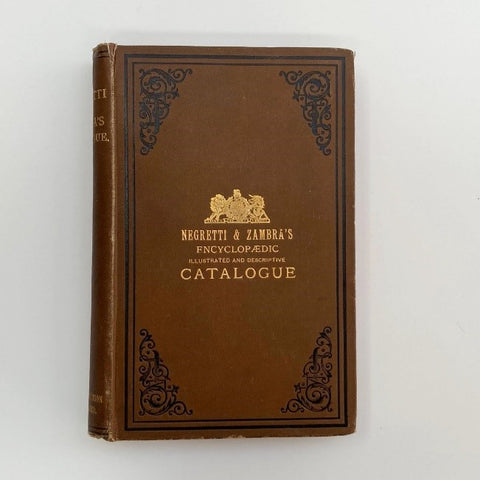 NEGRETTI & ZAMBRA'S
ENCYCLOPÆDIC
ILLUSTRATED AND DESCRIPTIVE
CATALOGUE